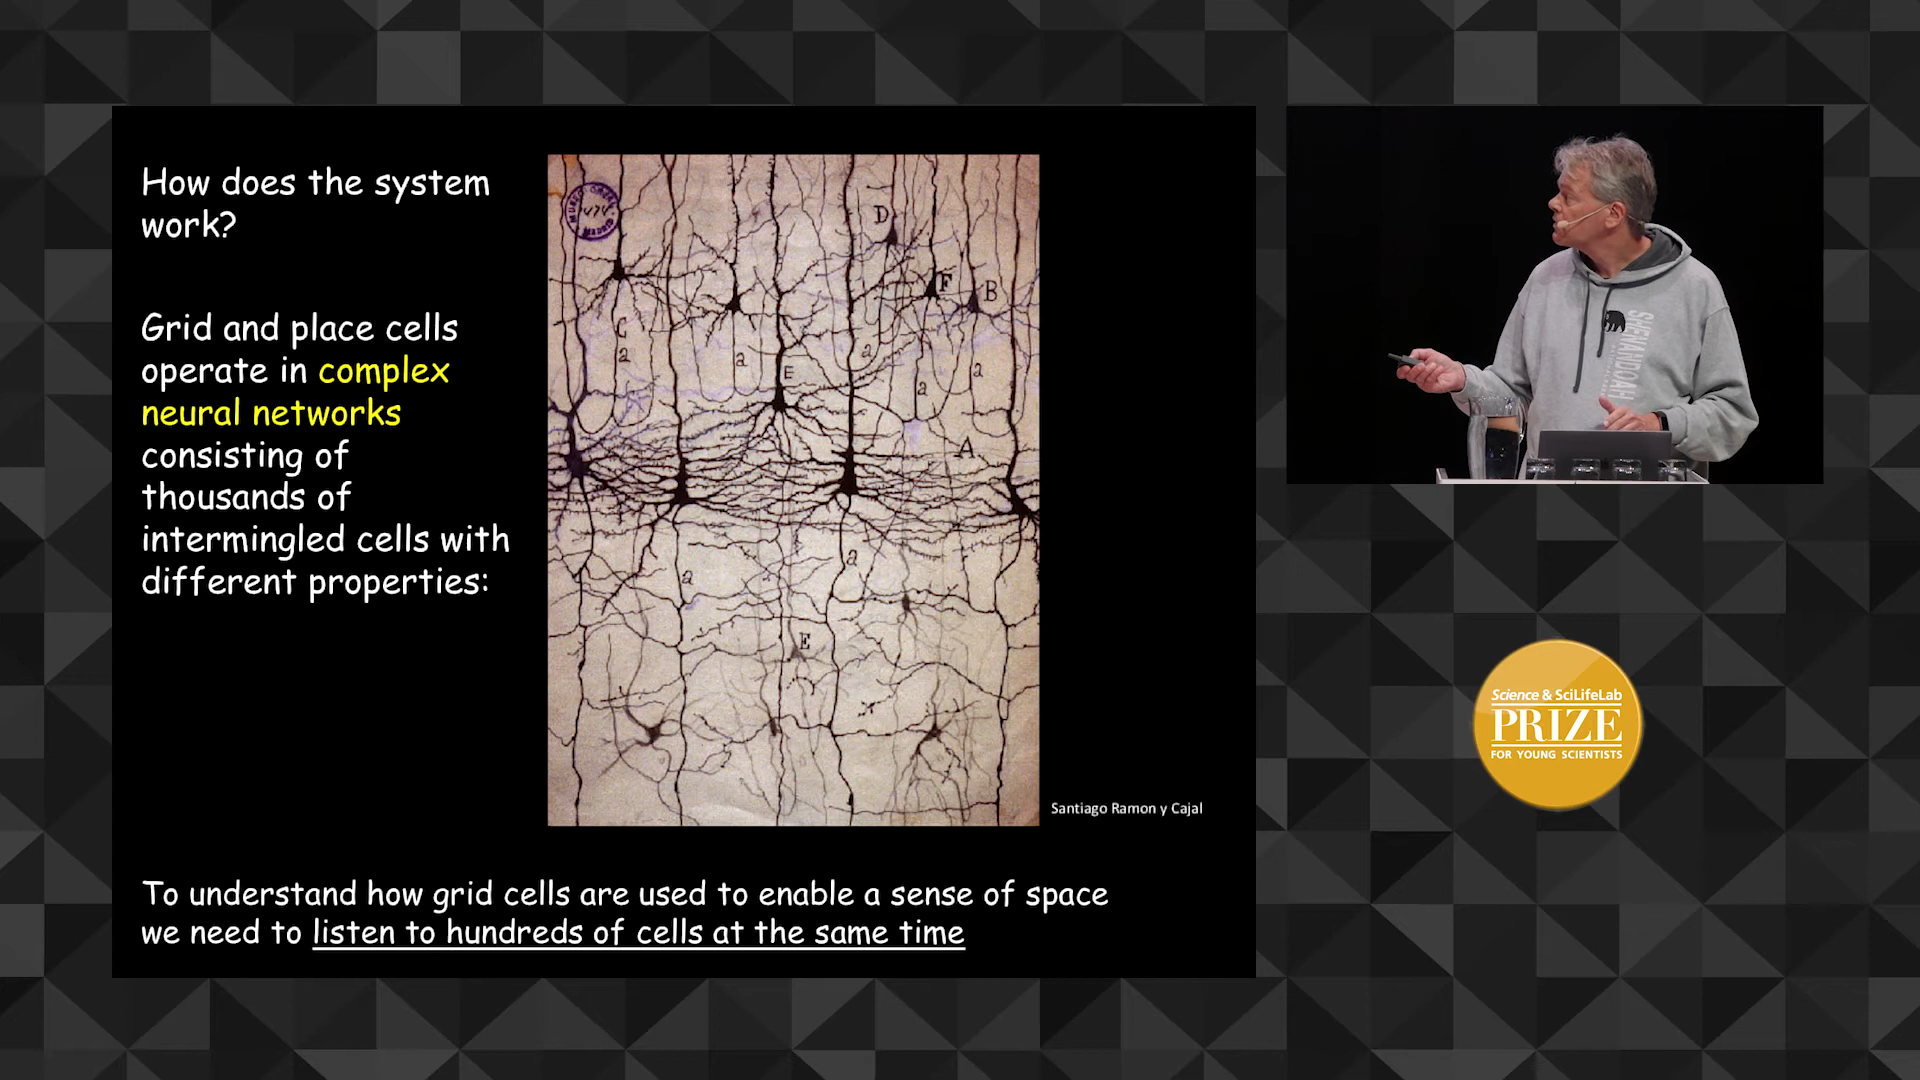 How does the system
work?
Grid and place cells
operate in complex
neural networks
consisting of
thousands of
intermingled cells with
different properties:
D
F
B
C
a
a
a
E
a
a
A
a
a
E
Santiago Ramon y Cajal
To understand how grid cells are used to enable a sense of space
we need to listen to hundreds of cells at the same time
SHENANDOAH
Science & SciLifeLab
PRIZE
FOR YOUNG SCIENTISTS